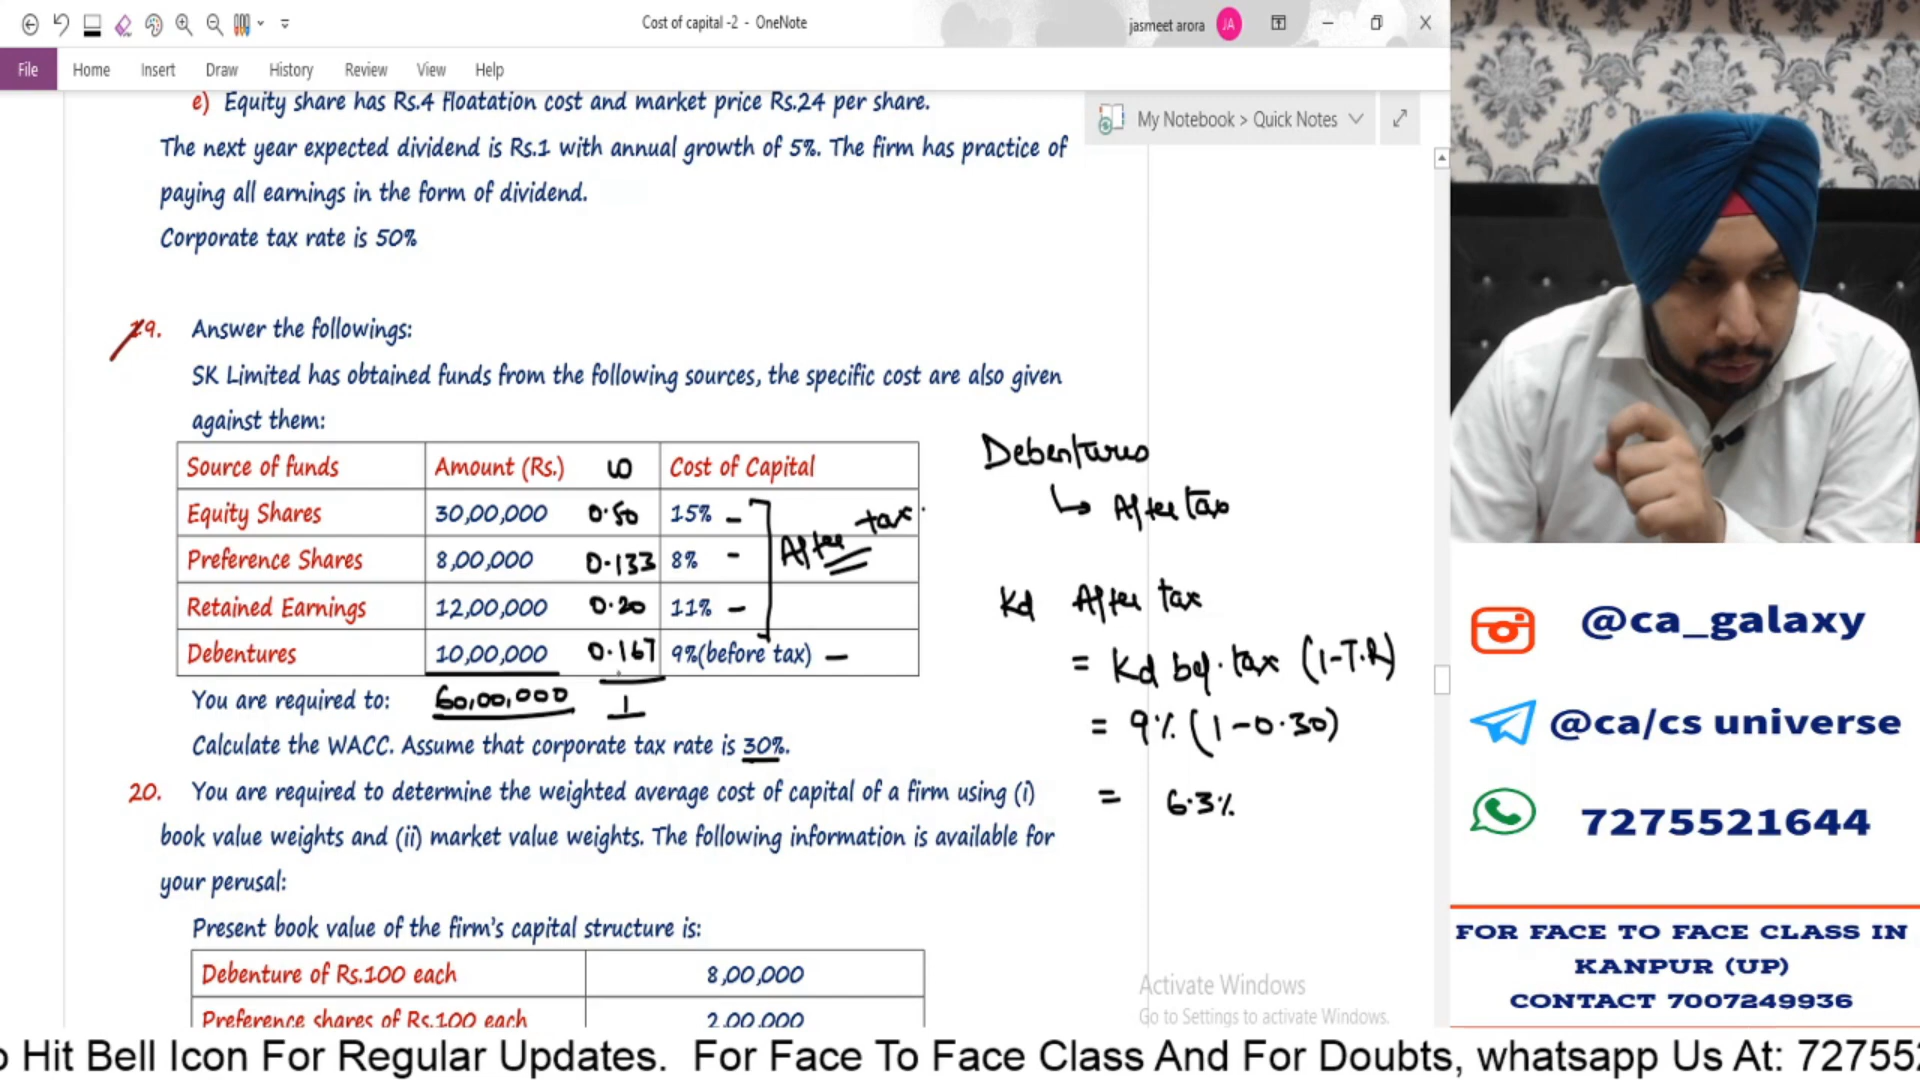 Cost of capital -2 - OneNote
jasmeet arora
JA
File Home Insert Draw History Review View Help
My Notebook > Quick Notes
e) Equity share has Rs.4 floatation cost and market price Rs.24 per share.
The next year expected dividend is Rs.1 with annual growth of 5%. The firm has practice of
paying all earnings in the form of dividend.
Corporate tax rate is 50%
19. Answer the followings:
SK Limited has obtained funds from the following sources, the specific cost are also given
against them:
Source of funds Amount (Rs.) ω Cost of Capital
Equity Shares 30,00,000 0.50 15% -
Preference Shares 8,00,000 0.133 8% -
Retained Earnings 12,00,000 0.20 11% -
Debentures 10,00,000 0.167 9%(before tax) -
After tax
You are required to: 60,00,000 1
Calculate the WACC. Assume that corporate tax rate is 30%.
Debentures
↳ After tax
Kd After tax
= Kd bef. tax (1-T.R)
= 9% (1-0.30)
= 6.3%
20. You are required to determine the weighted average cost of capital of a firm using (i)
book value weights and (ii) market value weights. The following information is available for
your perusal:
Present book value of the firm's capital structure is:
Debenture of Rs.100 each 8,00,000
Preference shares of Rs.100 each 2,00,000
Activate Windows
Go to Settings to activate Windows.
@ca_galaxy
@ca/cs universe
7275521644
FOR FACE TO FACE CLASS IN
KANPUR (UP)
CONTACT 7007249936
o Hit Bell Icon For Regular Updates. For Face To Face Class And For Doubts, whatsapp Us At: 72755